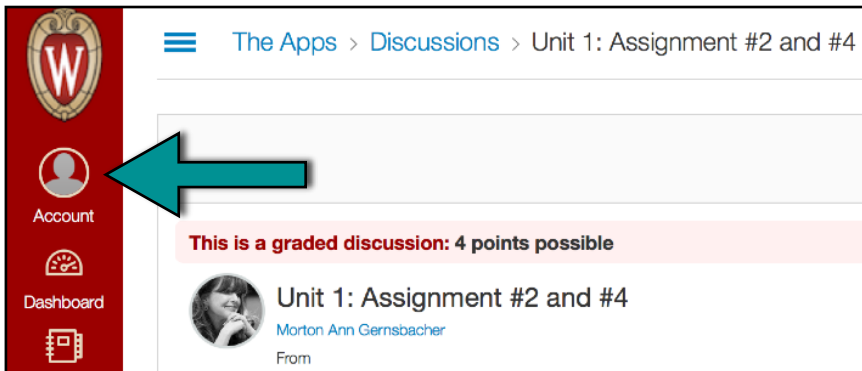 W
The Apps > Discussions > Unit 1: Assignment #2 and #4
Account
This is a graded discussion: 4 points possible
Dashboard
Unit 1: Assignment #2 and #4
Morton Ann Gernsbacher
From